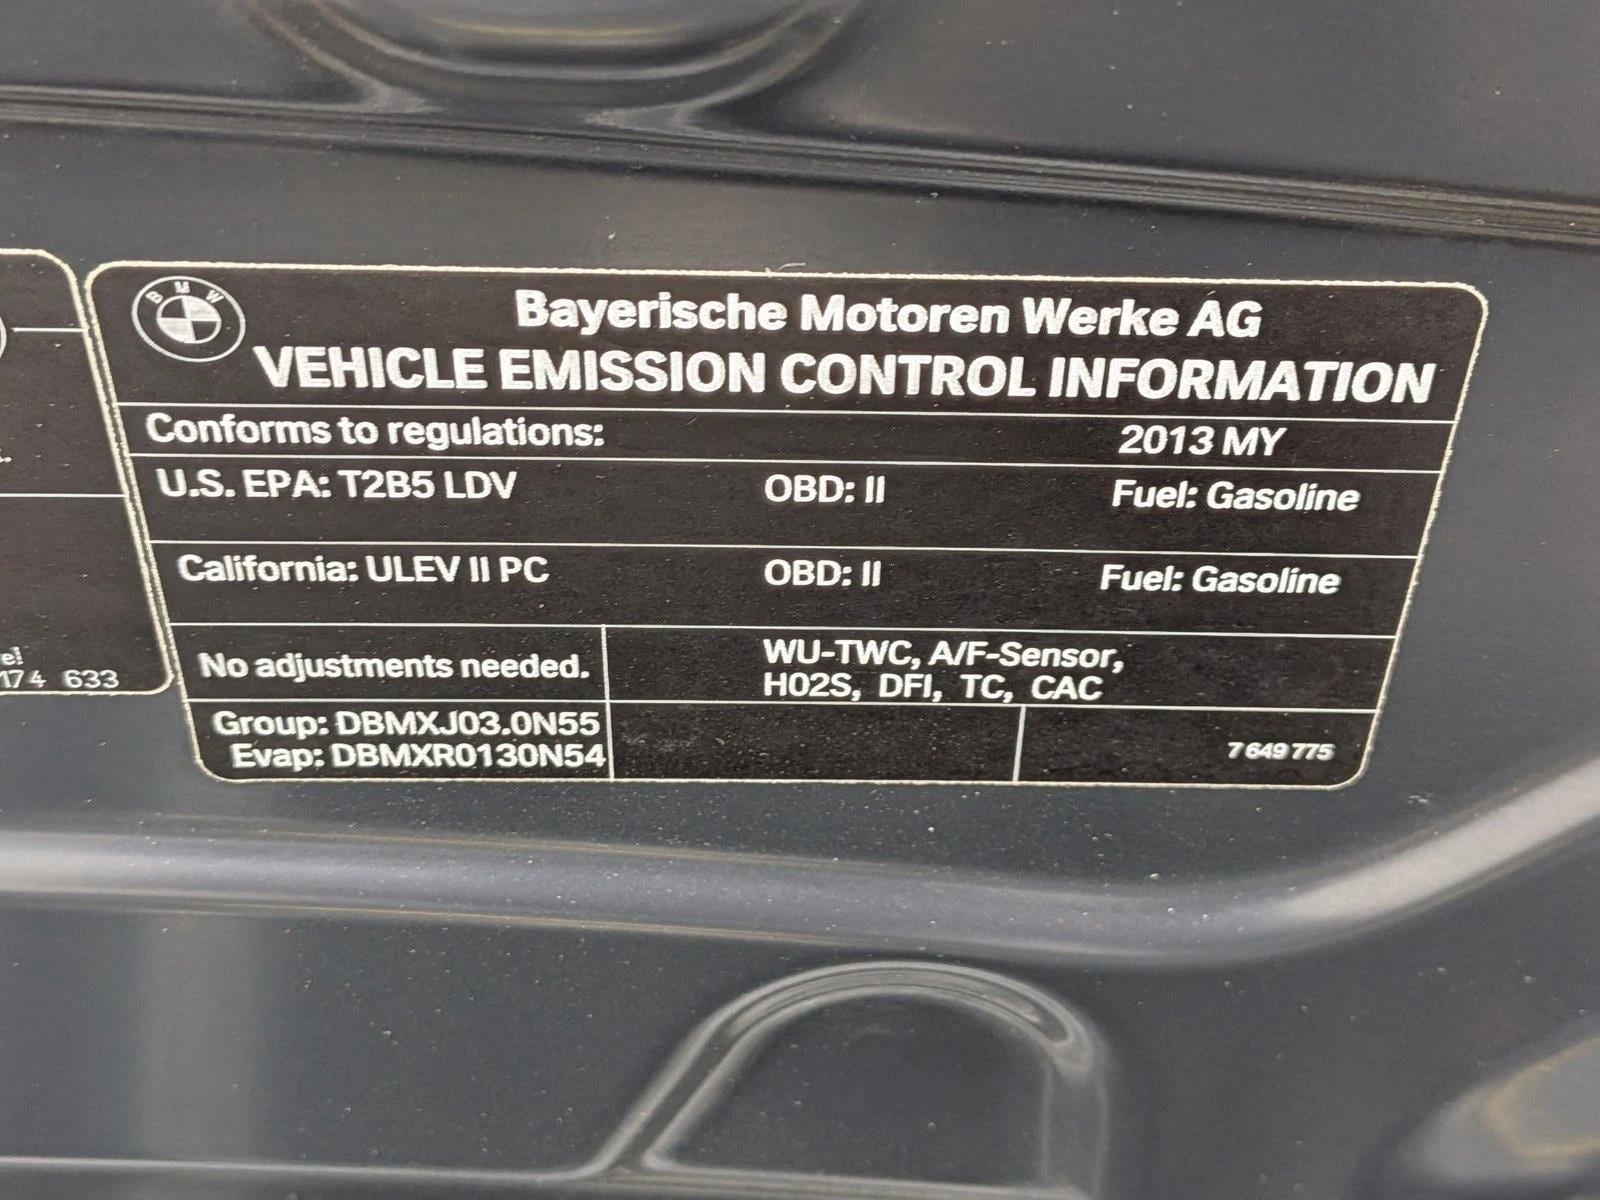 BMW
Bayerische Motoren Werke AG
VEHICLE EMISSION CONTROL INFORMATION
Conforms to regulations: 2013 MY
U.S. EPA: T2B5 LDV OBD: II Fuel: Gasoline
California: ULEV II PC OBD: II Fuel: Gasoline
No adjustments needed.
WU-TWC, A/F-Sensor,
H02S, DFI, TC, CAC
Group: DBMXJ03.0N55
Evap: DBMXR0130N54
7 649 775
174 633